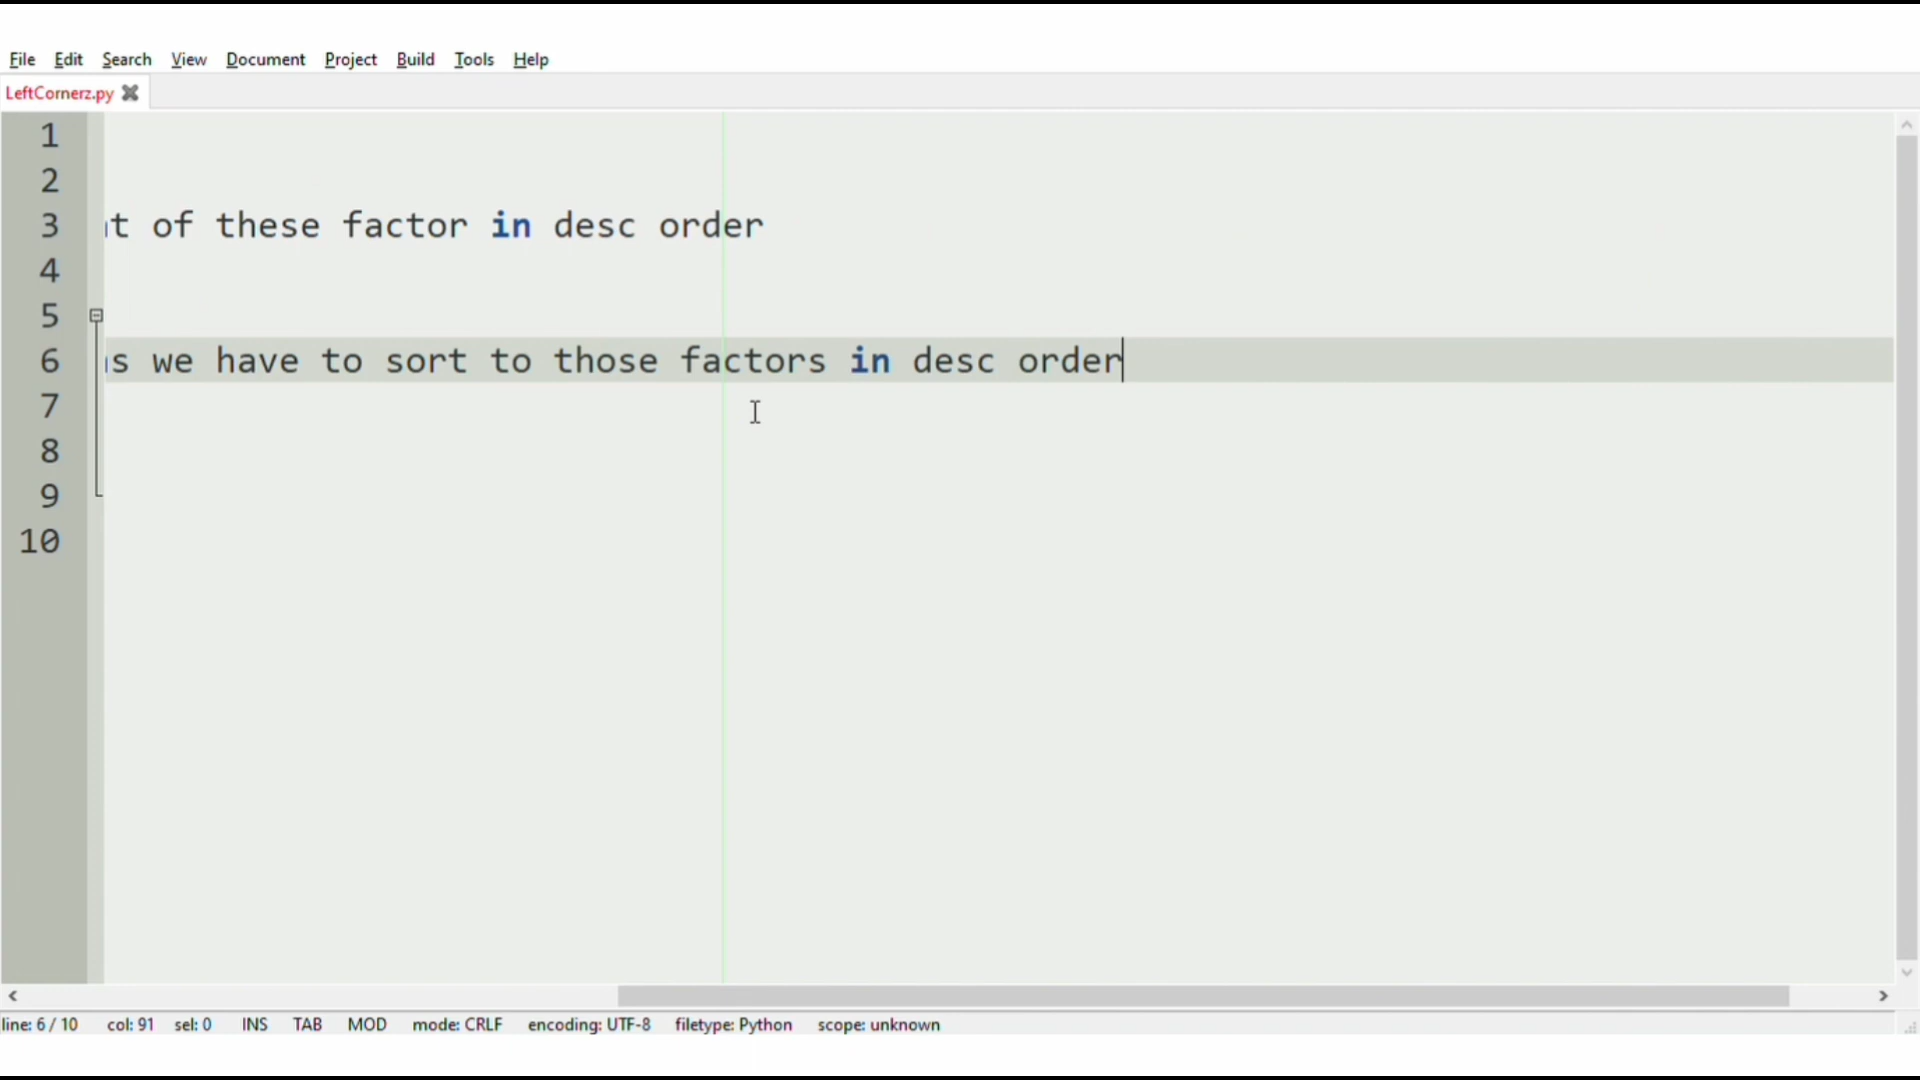 File Edit Search View Document Project Build Tools Help
LeftCornerz.py
1
2
3 t of these factor in desc order
4
5
6 s we have to sort to those factors in desc order
7
8
9
10
line: 6 / 10 col: 91 sel: 0 INS TAB MOD mode: CRLF encoding: UTF-8 filetype: Python scope: unknown